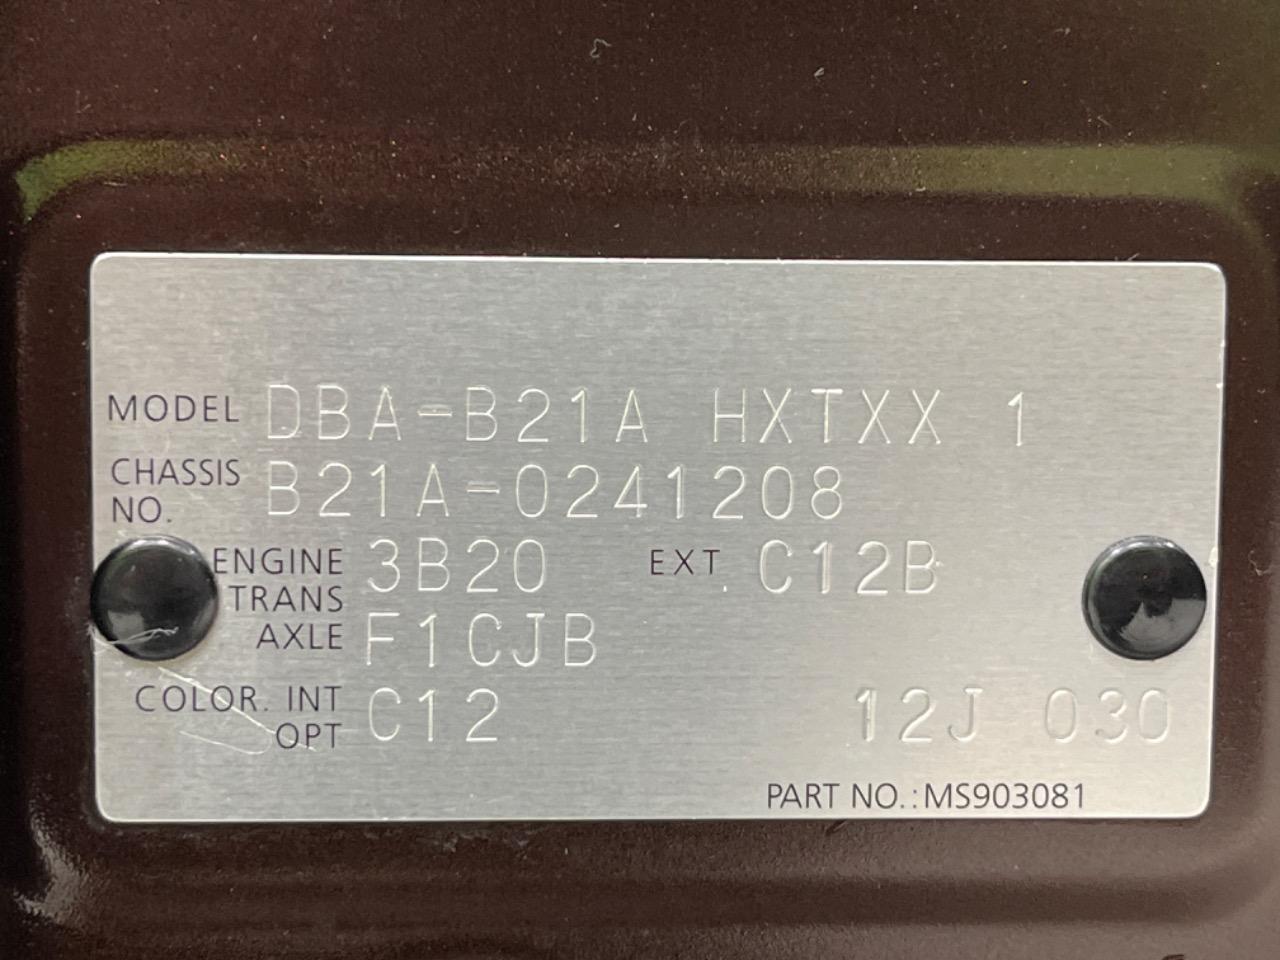 MODEL DBA-B21A HXTXX 1
CHASSIS NO. B21A-0241208
ENGINE 3B20 EXT. C12B
TRANS AXLE F1CJB
COLOR. INT OPT C12 12J 030
PART NO.:MS903081